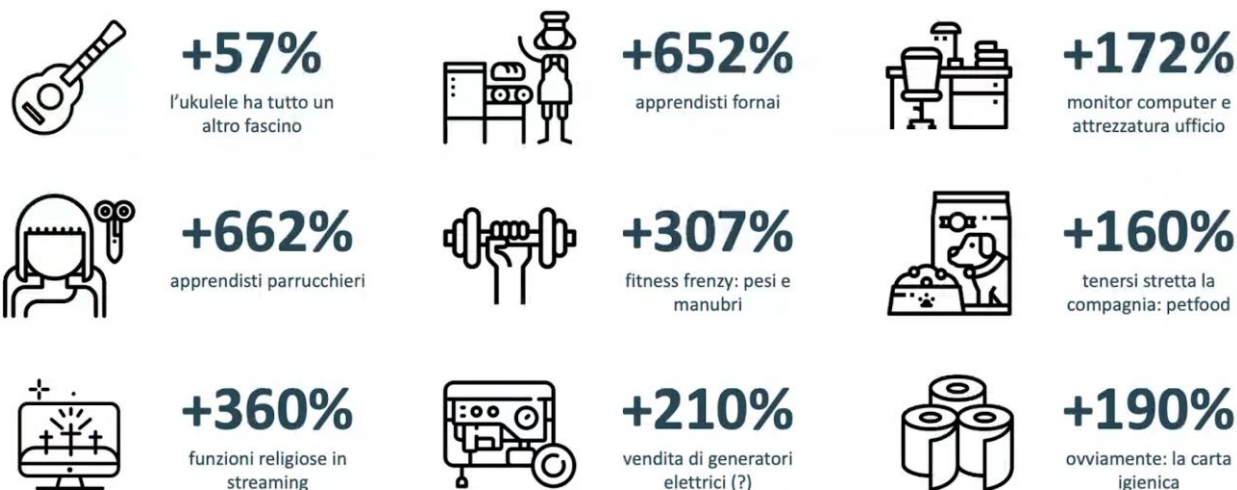 +57%
l'ukulele ha tutto un
altro fascino
+652%
apprendisti fornai
+172%
monitor computer e
attrezzatura ufficio
+662%
apprendisti parrucchieri
+307%
fitness frenzy: pesi e
manubri
+160%
tenersi stretta la
compagnia: petfood
+360%
funzioni religiose in
streaming
+210%
vendita di generatori
elettrici (?)
+190%
ovviamente: la carta
igienica